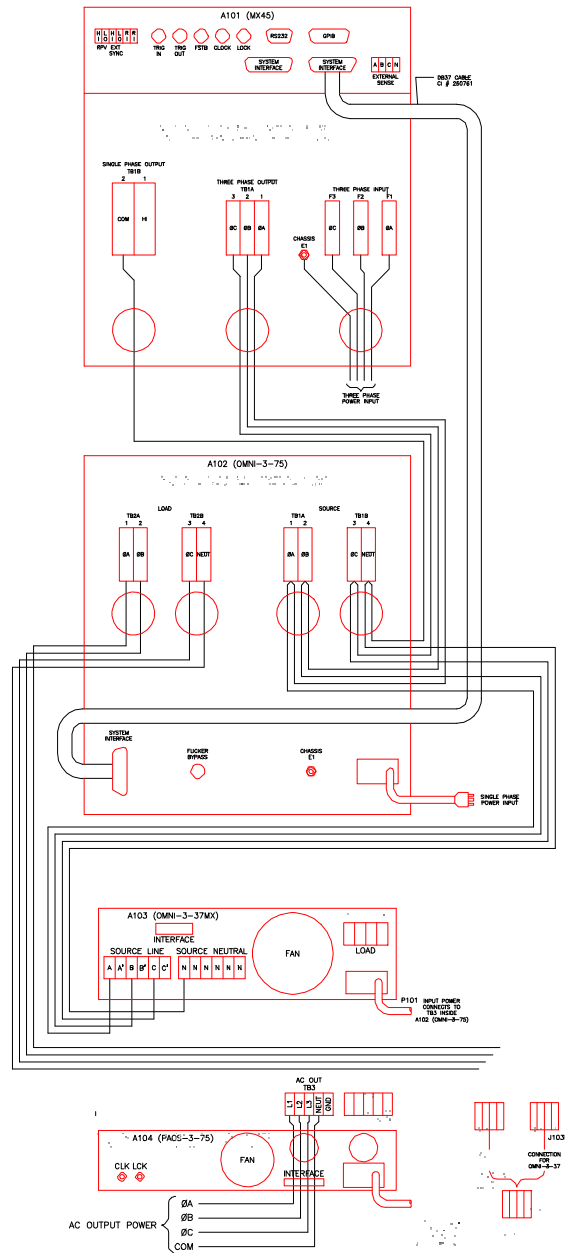 A101 (MX45)
RPV EXT SYNC
TRIG IN
TRIG OUT
FSTB
CLOCK
LOCK
RS232
GPIB
SYSTEM INTERFACE
SYSTEM INTERFACE
A B C N
EXTERNAL SENSE
DB37 CABLE
CI # 250761
SINGLE PHASE OUTPUT
TB1B
2 1
COM HI
THREE PHASE OUTPUT
TB1A
3 2 1
ØC ØB ØA
CHASSIS
E1
THREE PHASE INPUT
F3 F2 F1
ØC ØB ØA
THREE PHASE
POWER INPUT
A102 (OMNI-3-75)
LOAD
SOURCE
TB2A
1 2
ØA ØB
TB2B
3 4
ØC NEUT
TB1A
1 2
ØA ØB
TB1B
3 4
ØC NEUT
SYSTEM
INTERFACE
FLICKER
BYPASS
CHASSIS
E1
SINGLE PHASE
POWER INPUT
A103 (OMNI-3-37MX)
INTERFACE
SOURCE LINE
SOURCE NEUTRAL
A A' B B' C C'
N N N N N N
FAN
LOAD
P101 INPUT POWER
CONNECTS TO
TB3 INSIDE
A102 (OMNI-3-75)
AC OUT
TB3
L1 L2 L3 NEUT GND
A104 (PAOS-3-75)
CLK LCK
FAN
INTERFACE
J103
CONNECTION
FOR
OMNI-3-37
AC OUTPUT POWER
ØA
ØB
ØC
COM